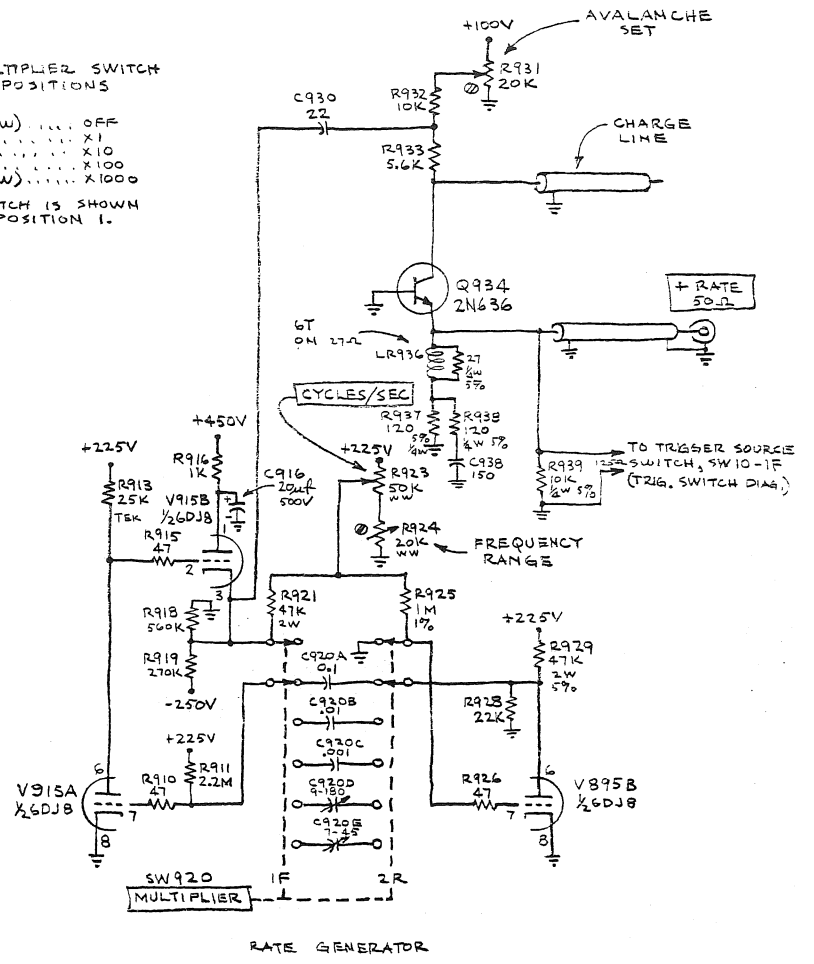 AVALANCHE
SET
+100V
LTIPLIER SWITCH
POSITIONS
W) ..... OFF
..... X1
..... X10
..... X100
W) ..... X1000
TCH IS SHOWN
POSITION 1.
R931
20K
R932
10K
C930
22
R933
5.6K
CHARGE
LINE
Q934
2N636
+ RATE
50Ω
6T
ON 27Ω
LR936
27
¼W
5%
CYCLES/SEC
R937
120
5%
¼W
R938
120
¼W 5%
C938
150
+450V
+225V
R916
1K
C916
20µf
500V
+225V
R923
50K
WW
R939
10K
¼W 5%
125Ω
TO TRIGGER SOURCE
SWITCH, SW10-1F
(TRIG. SWITCH DIAG.)
R913
25K
TEK
V915B
½6DJ8
R915
47
1
2
3
R924
20K
WW
FREQUENCY
RANGE
R918
560K
R921
47K
2W
R925
1M
1%
+225V
R919
270K
-250V
C920A
0.1
R929
47K
2W
5%
C920B
.01
R928
22K
+225V
C920C
.001
V915A
½6DJ8
6
R910
47
R911
2.2M
7
8
C920D
9-180
R926
47
6
V895B
½6DJ8
7
8
C920E
7-45
SW920
MULTIPLIER
1F
2R
RATE GENERATOR